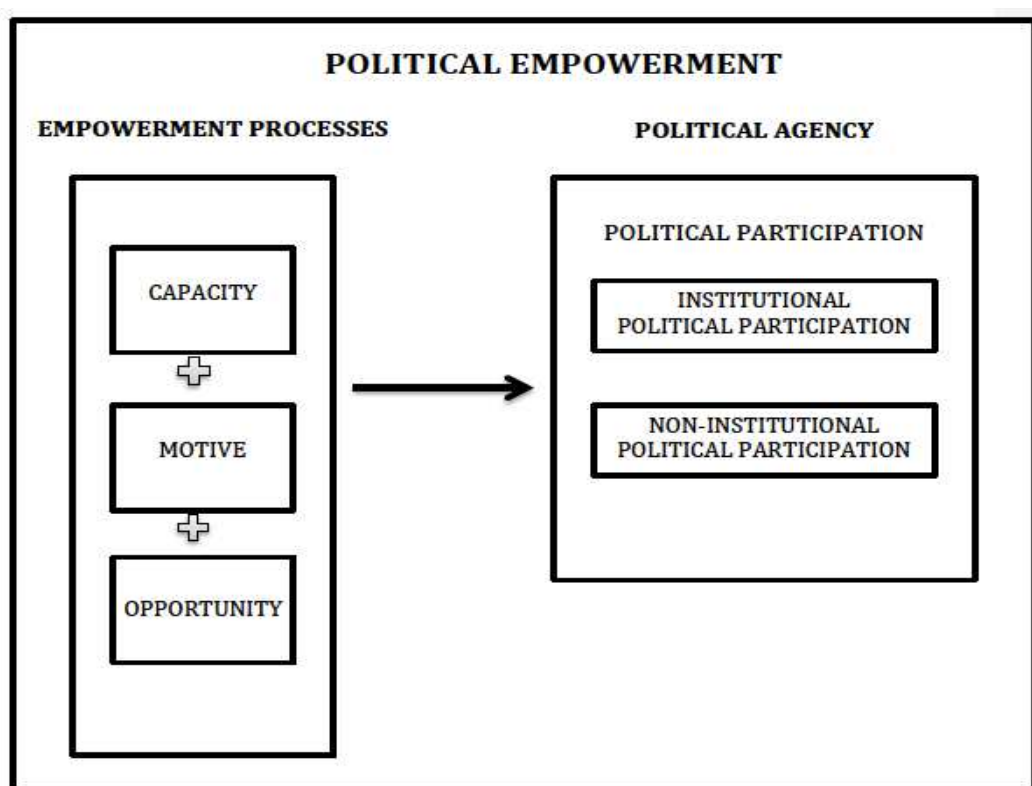 POLITICAL EMPOWERMENT
EMPOWERMENT PROCESSES
CAPACITY
MOTIVE
OPPORTUNITY
POLITICAL AGENCY
POLITICAL PARTICIPATION
INSTITUTIONAL
POLITICAL PARTICIPATION
NON-INSTITUTIONAL
POLITICAL PARTICIPATION